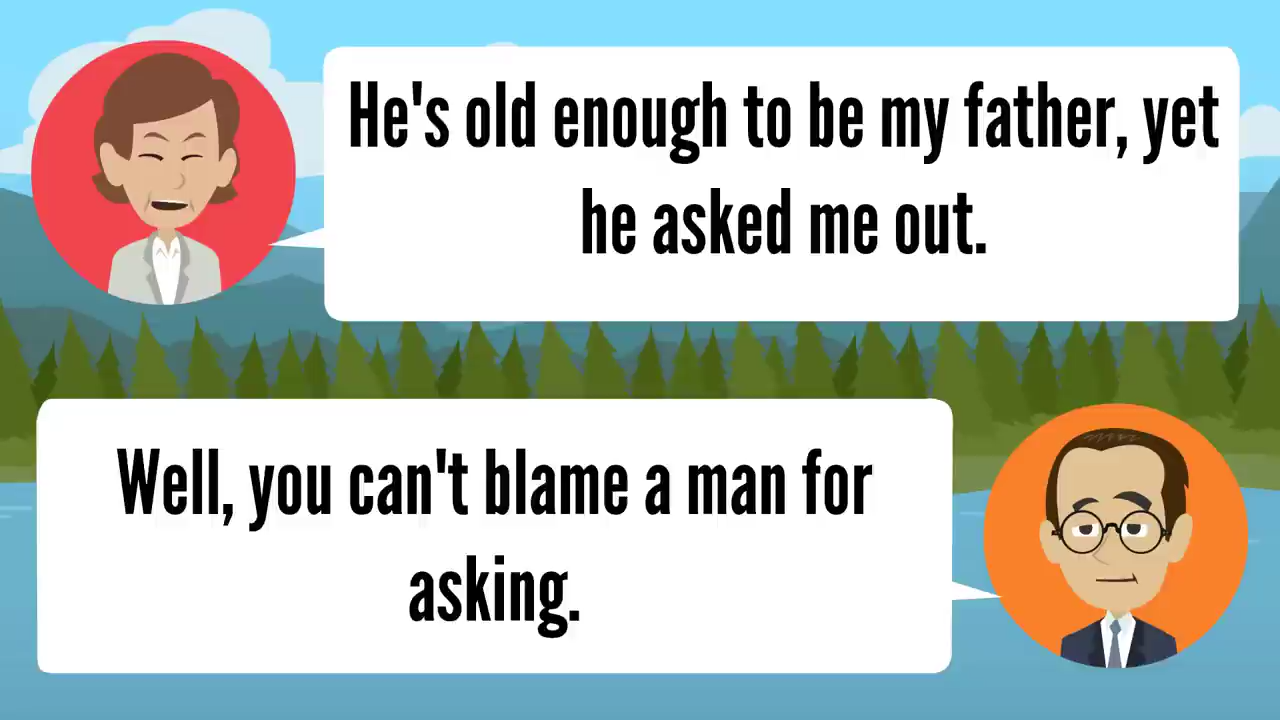 He's old enough to be my father, yet
he asked me out.
Well, you can't blame a man for
asking.